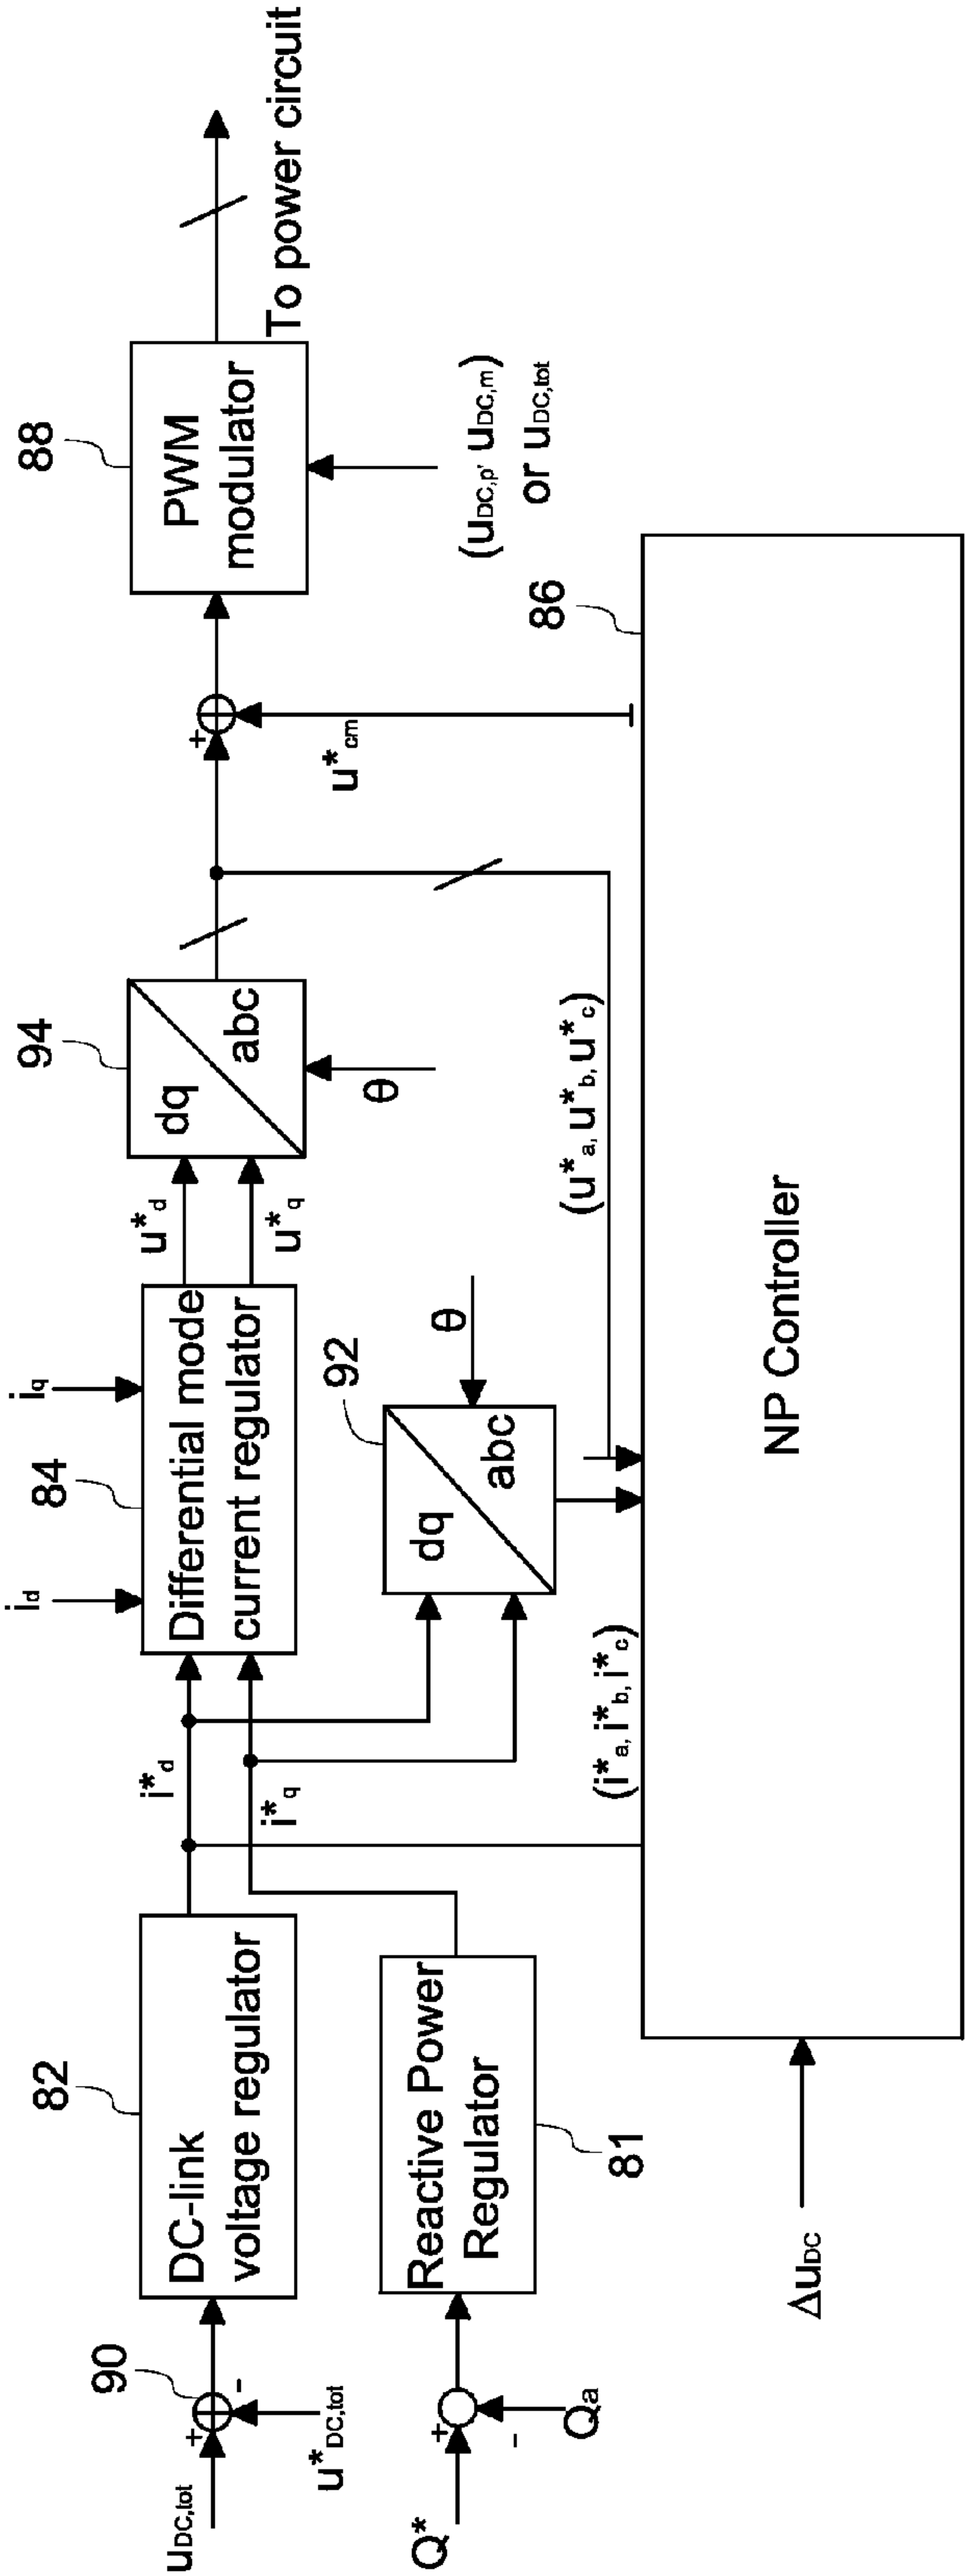 u_DC,tot
+
-
u*_DC,tot
90
82
DC-link
voltage regulator
Q*
+
-
Qa
Reactive Power
Regulator
81
i*_d
i*_q
i_d
i_q
84
Differential mode
current regulator
u*_d
u*_q
94
dq
abc
θ
92
dq
abc
θ
(i*_a, i*_b, i*_c)
(u*_a, u*_b, u*_c)
+
u*_cm
88
PWM
modulator
(u_DC,p' u_DC,m)
or u_DC,tot
To power circuit
86
NP Controller
Δu_DC